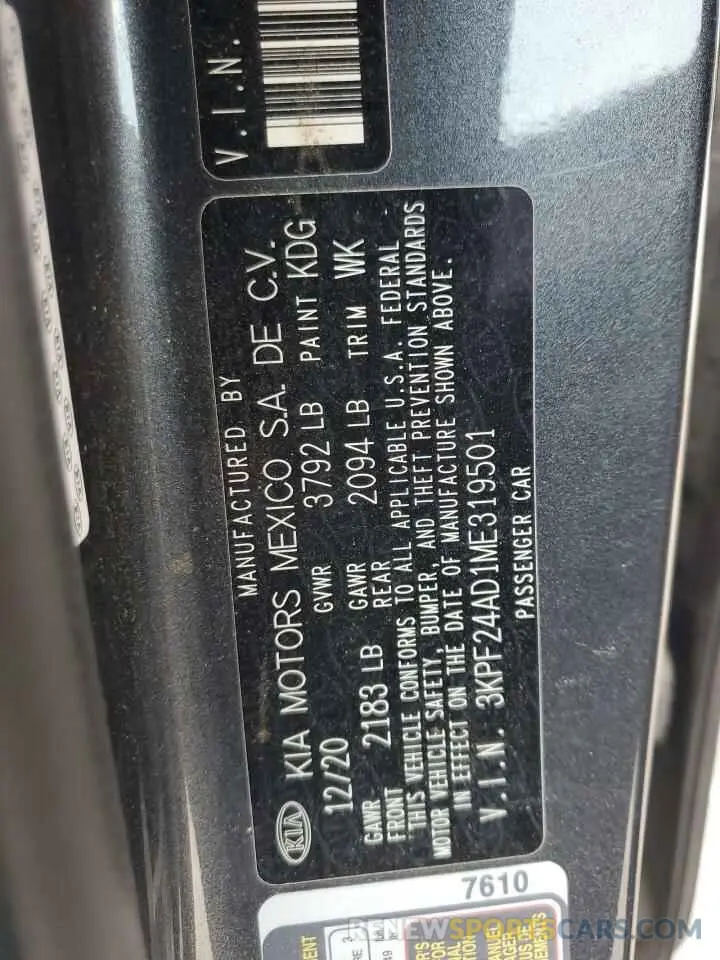 V.I.N.
MANUFACTURED BY
KIA KIA MOTORS MEXICO S.A. DE C.V.
12/20 GVWR 3792 LB PAINT KDG
GAWR FRONT 2183 LB GAWR REAR 2094 LB TRIM WK
THIS VEHICLE CONFORMS TO ALL APPLICABLE U.S.A. FEDERAL
MOTOR VEHICLE SAFETY, BUMPER, AND THEFT PREVENTION STANDARDS
IN EFFECT ON THE DATE OF MANUFACTURE SHOWN ABOVE.
V.I.N. 3KPF24AD1ME319501
PASSENGER CAR
7610
RENEWSPORTSCARS.COM